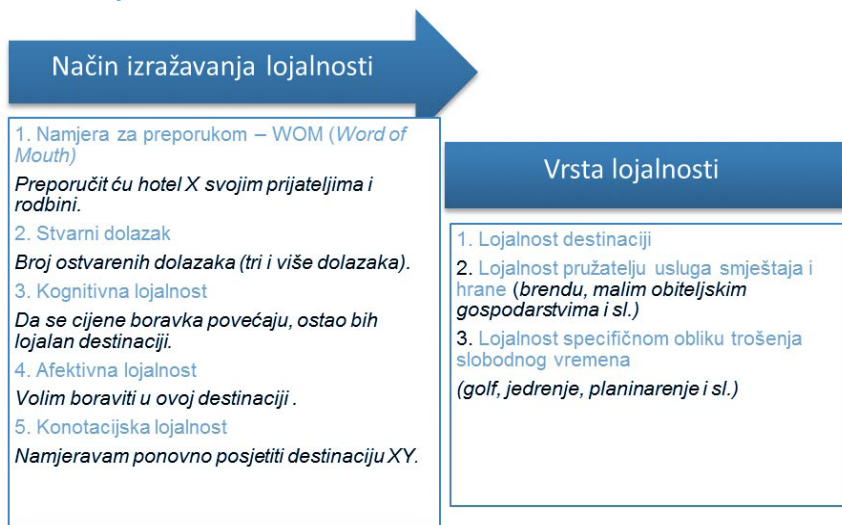 Način izražavanja lojalnosti
1. Namjera za preporukom – WOM (Word of
Mouth)
Preporučit ću hotel X svojim prijateljima i
rodbini.
2. Stvarni dolazak
Broj ostvarenih dolazaka (tri i više dolazaka).
3. Kognitivna lojalnost
Da se cijene boravka povećaju, ostao bih
lojalan destinaciji.
4. Afektivna lojalnost
Volim boraviti u ovoj destinaciji .
5. Konotacijska lojalnost
Namjeravam ponovno posjetiti destinaciju XY.
Vrsta lojalnosti
1. Lojalnost destinaciji
2. Lojalnost pružatelju usluga smještaja i
hrane (brendu, malim obiteljskim
gospodarstvima i sl.)
3. Lojalnost specifičnom obliku trošenja
slobodnog vremena
(golf, jedrenje, planinarenje i sl.)